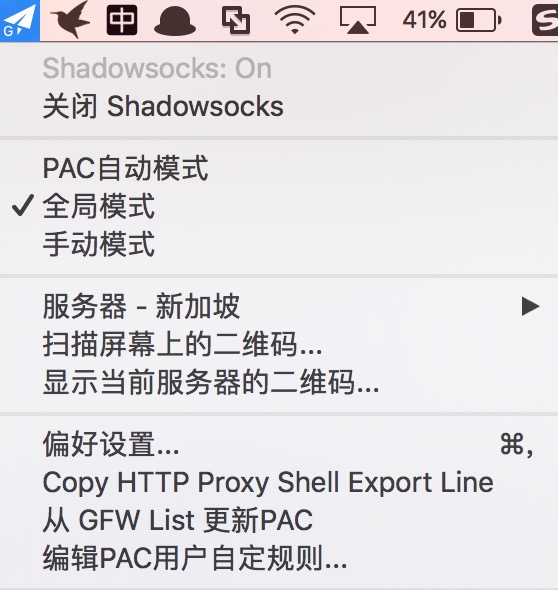 G 中 41% S
Shadowsocks: On
关闭 Shadowsocks
PAC自动模式
全局模式
手动模式
服务器 - 新加坡
扫描屏幕上的二维码...
显示当前服务器的二维码...
偏好设置... ⌘,
Copy HTTP Proxy Shell Export Line
从 GFW List 更新PAC
编辑PAC用户自定规则...